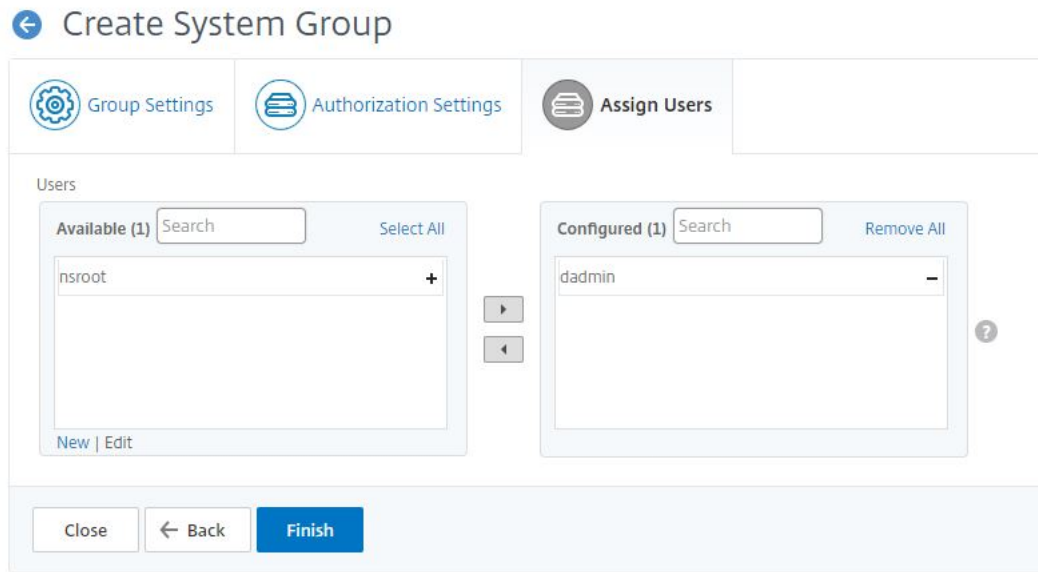 Create System Group
Group Settings
Authorization Settings
Assign Users
Users
Available (1) Search Select All
nsroot +
New | Edit
Configured (1) Search Remove All
dadmin −
?
Close
← Back
Finish